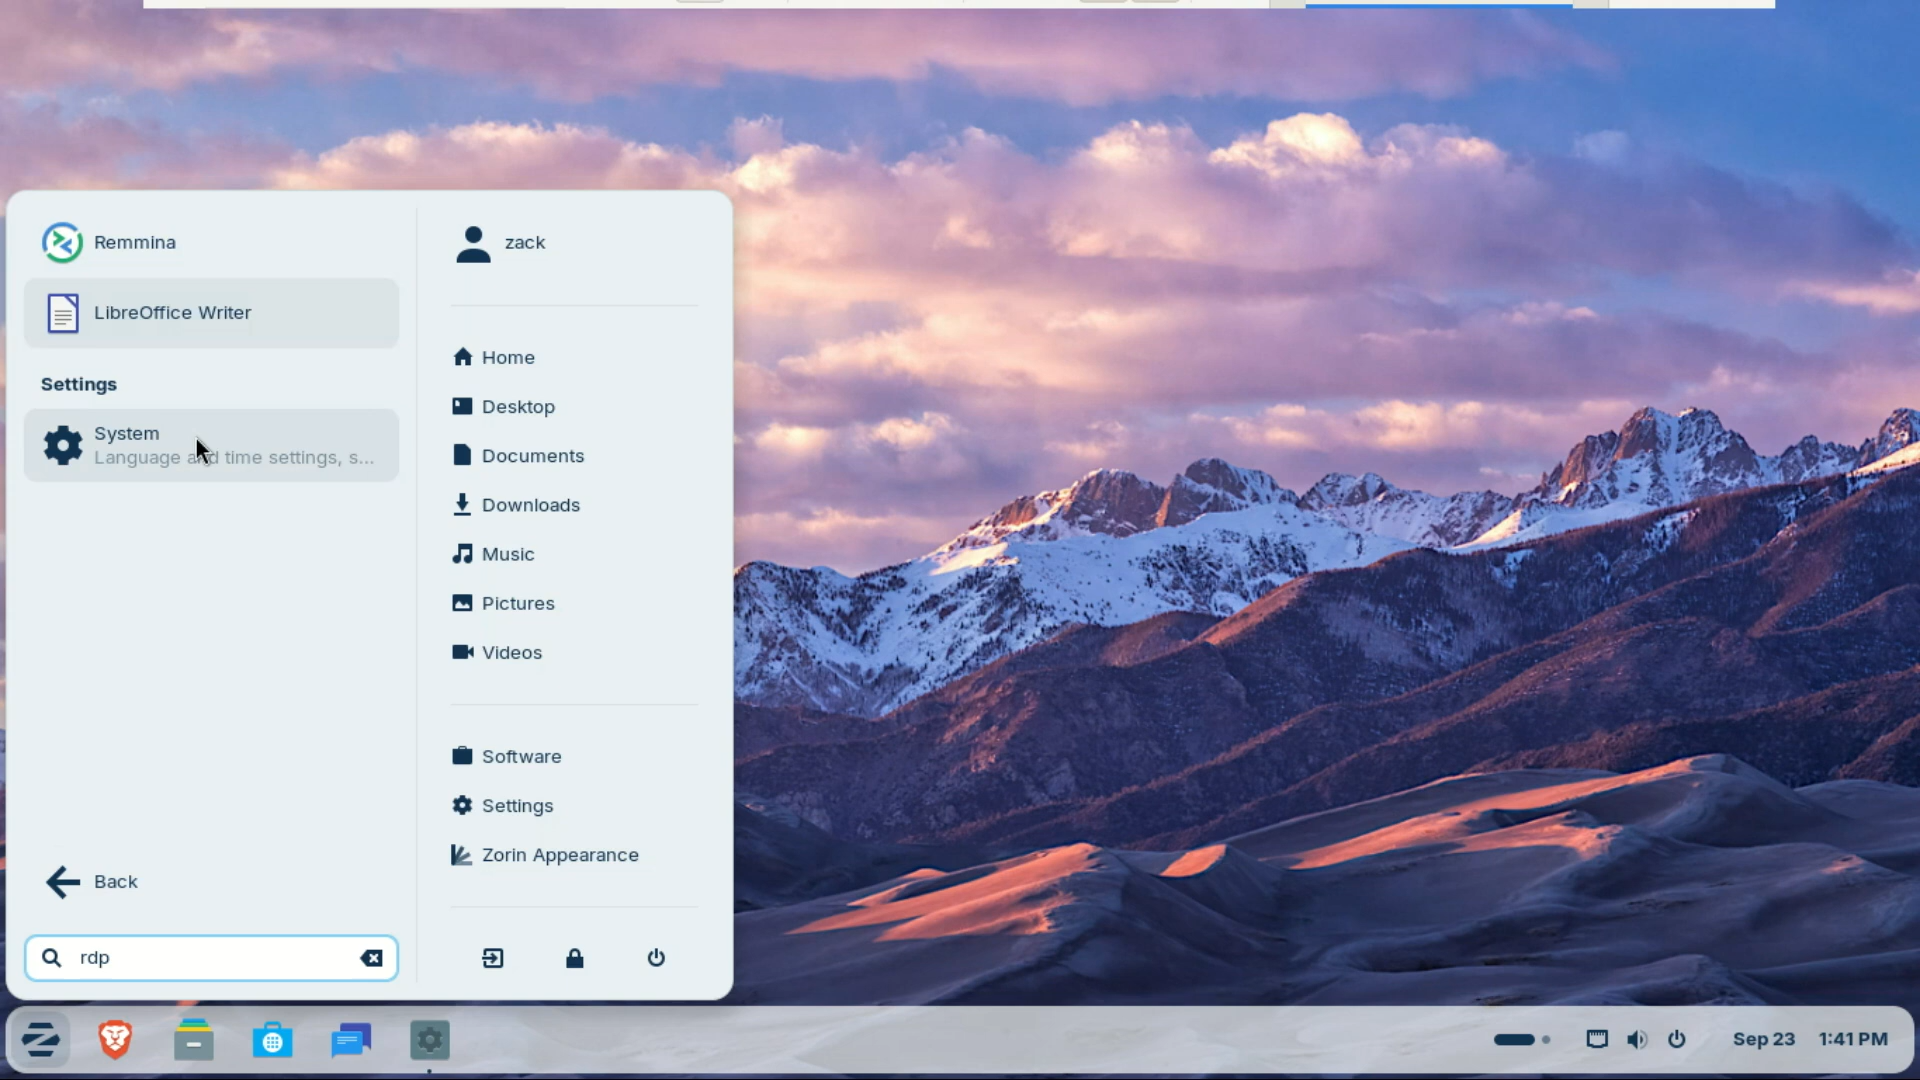 Remmina
LibreOffice Writer
Settings
System
Language and time settings, s...
Back
rdp
zack
Home
Desktop
Documents
Downloads
Music
Pictures
Videos
Software
Settings
Zorin Appearance
Sep 23 1:41 PM